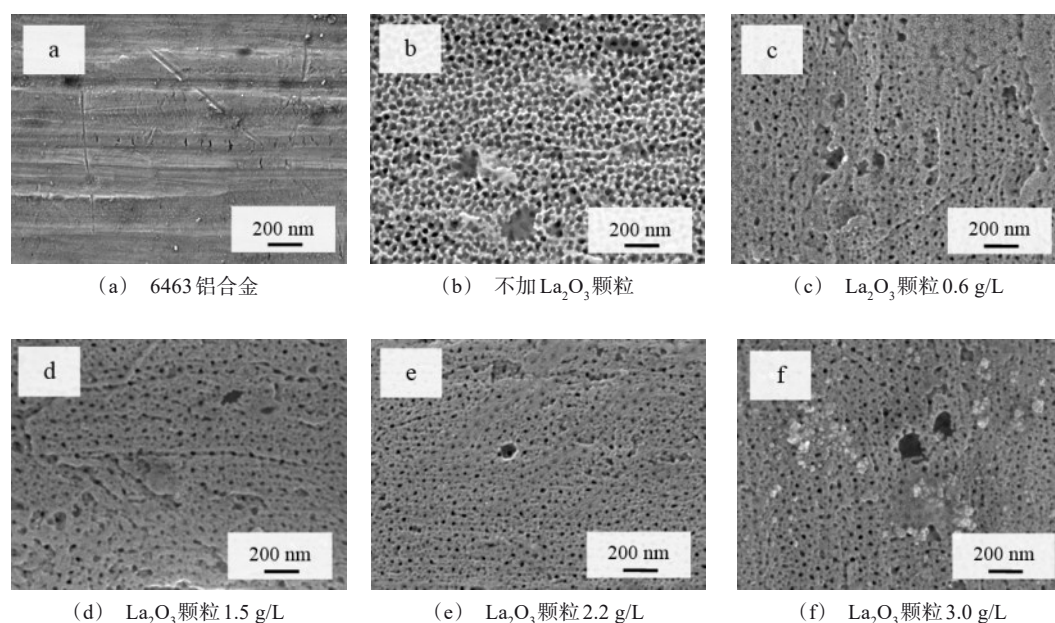 a
b
c
200 nm
200 nm
200 nm
(a) 6463铝合金
(b) 不加La₂O₃颗粒
(c) La₂O₃颗粒0.6 g/L
d
e
f
200 nm
200 nm
200 nm
(d) La₂O₃颗粒1.5 g/L
(e) La₂O₃颗粒2.2 g/L
(f) La₂O₃颗粒3.0 g/L